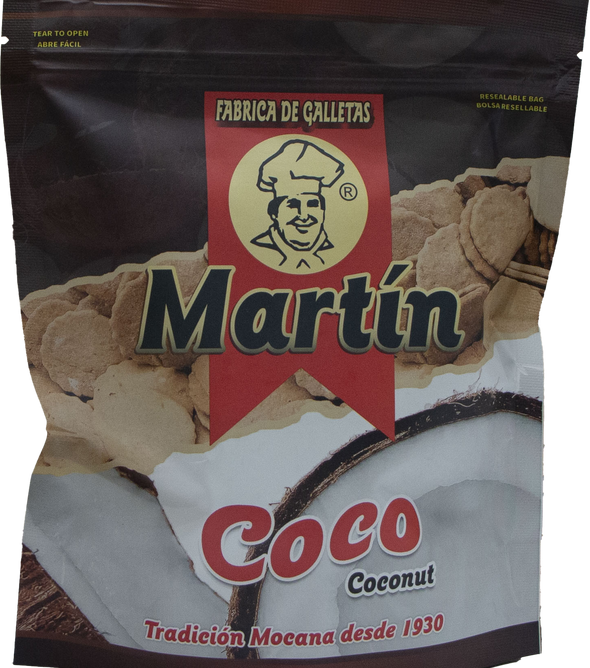 TEAR TO OPEN
ABRE FÁCIL
RESEALABLE BAG
BOLSA RESELLABLE
FABRICA DE GALLETAS
®
Martín
Coco
Coconut
Tradición Mocana desde 1930